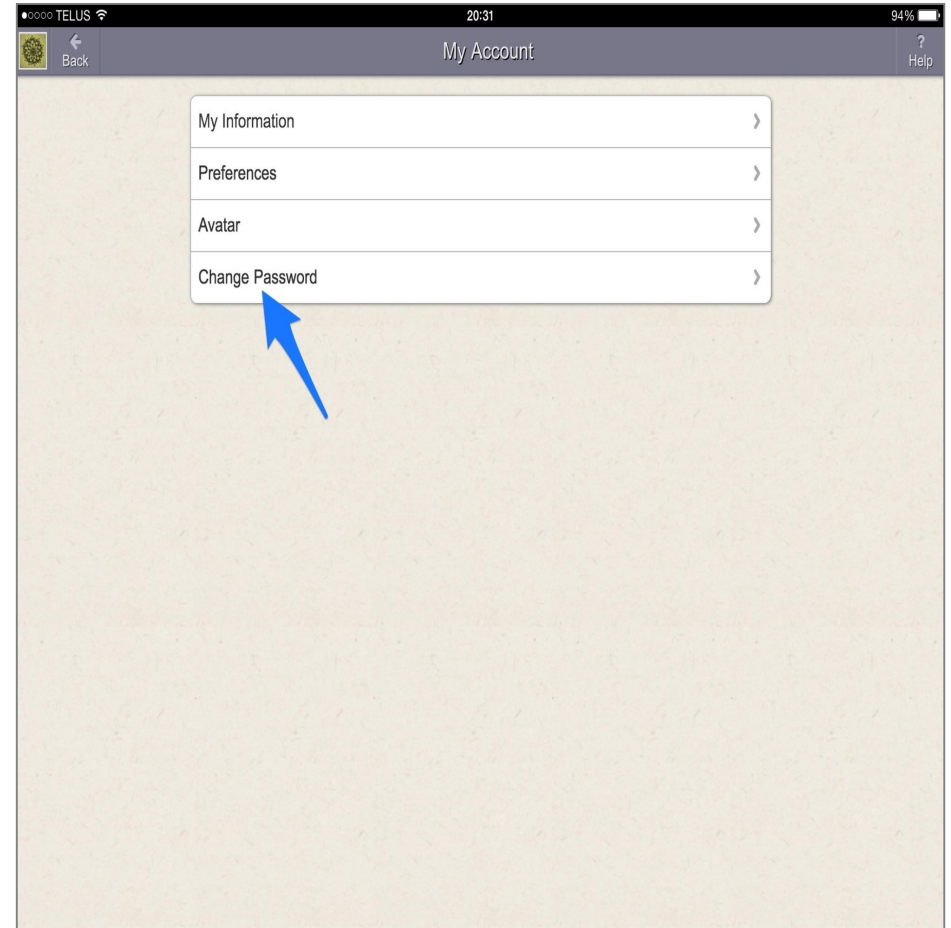 TELUS 20:31 94%
Back My Account ? Help
My Information
Preferences
Avatar
Change Password